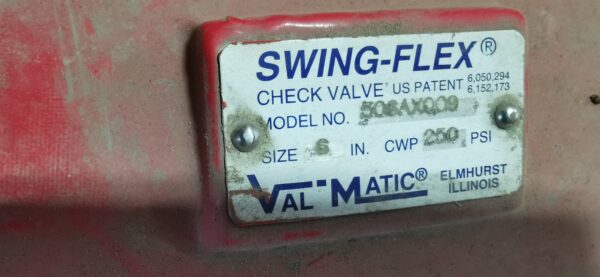 SWING-FLEX®
CHECK VALVE US PATENT 6,050,294
6,152,173
MODEL NO. 506AXQ09
SIZE 6 IN. CWP 250 PSI
VAL-MATIC® ELMHURST
ILLINOIS